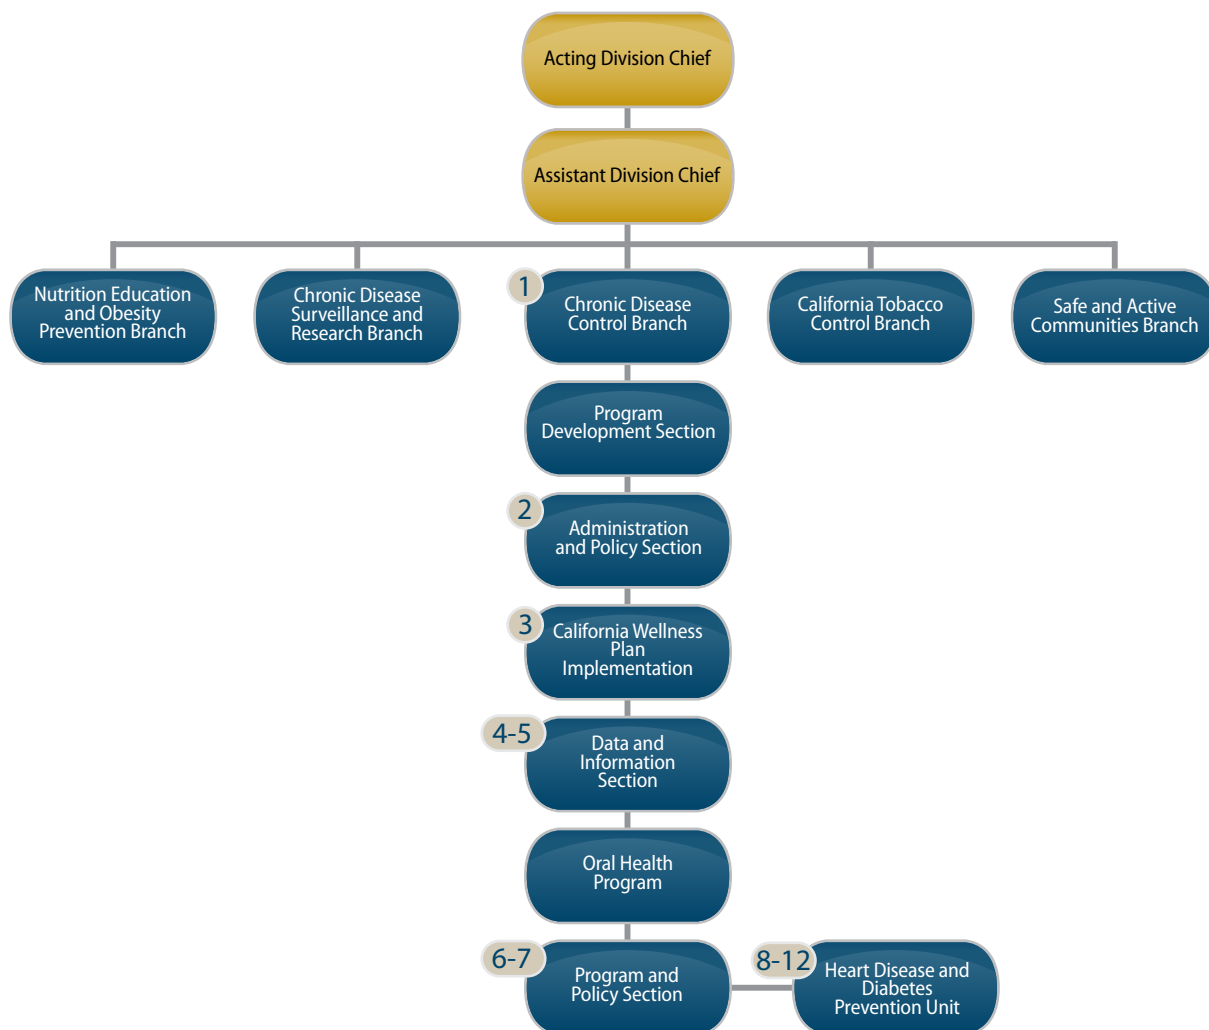 Acting Division Chief
Assistant Division Chief
Nutrition Education
and Obesity
Prevention Branch
Chronic Disease
Surveillance and
Research Branch
1
Chronic Disease
Control Branch
California Tobacco
Control Branch
Safe and Active
Communities Branch
Program
Development Section
2
Administration
and Policy Section
3
California Wellness
Plan
Implementation
4-5
Data and
Information
Section
Oral Health
Program
6-7
Program and
Policy Section
8-12
Heart Disease and
Diabetes
Prevention Unit